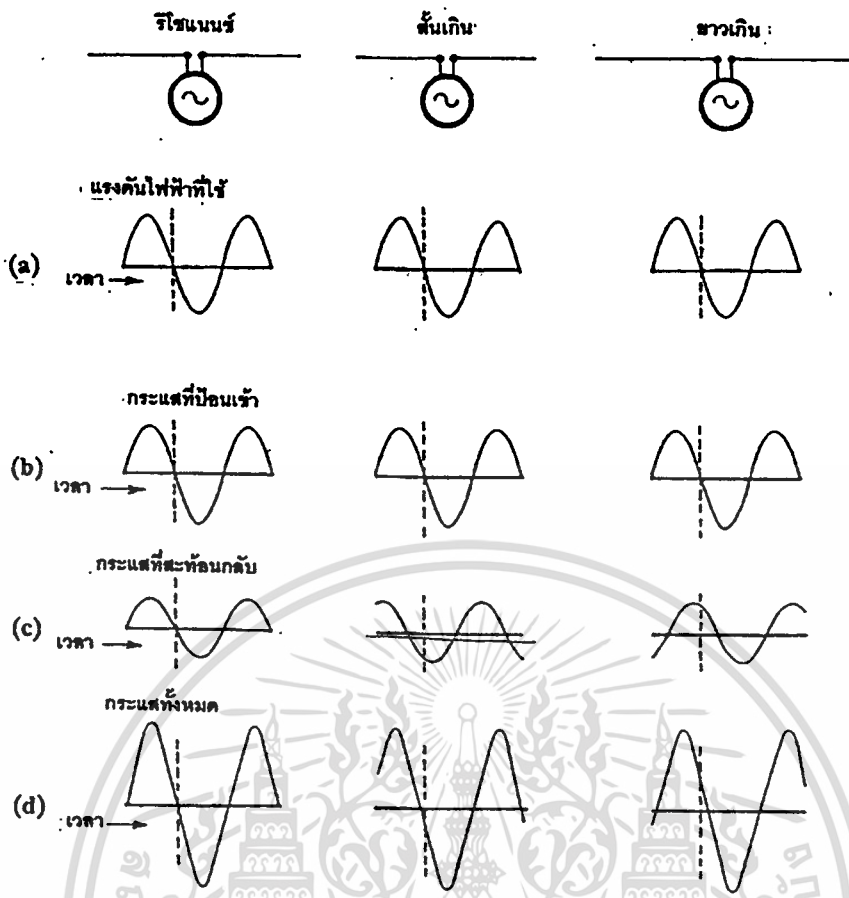 รีโซแนนซ์ สั้นเกิน ยาวเกิน :
แรงดันไฟฟ้าที่ใช้
(a)
เวลา
กระแสที่ป้อนเข้า
(b)
เวลา
กระแสที่สะท้อนกลับ
(c)
เวลา
กระแสทั้งหมด
(d)
เวลา